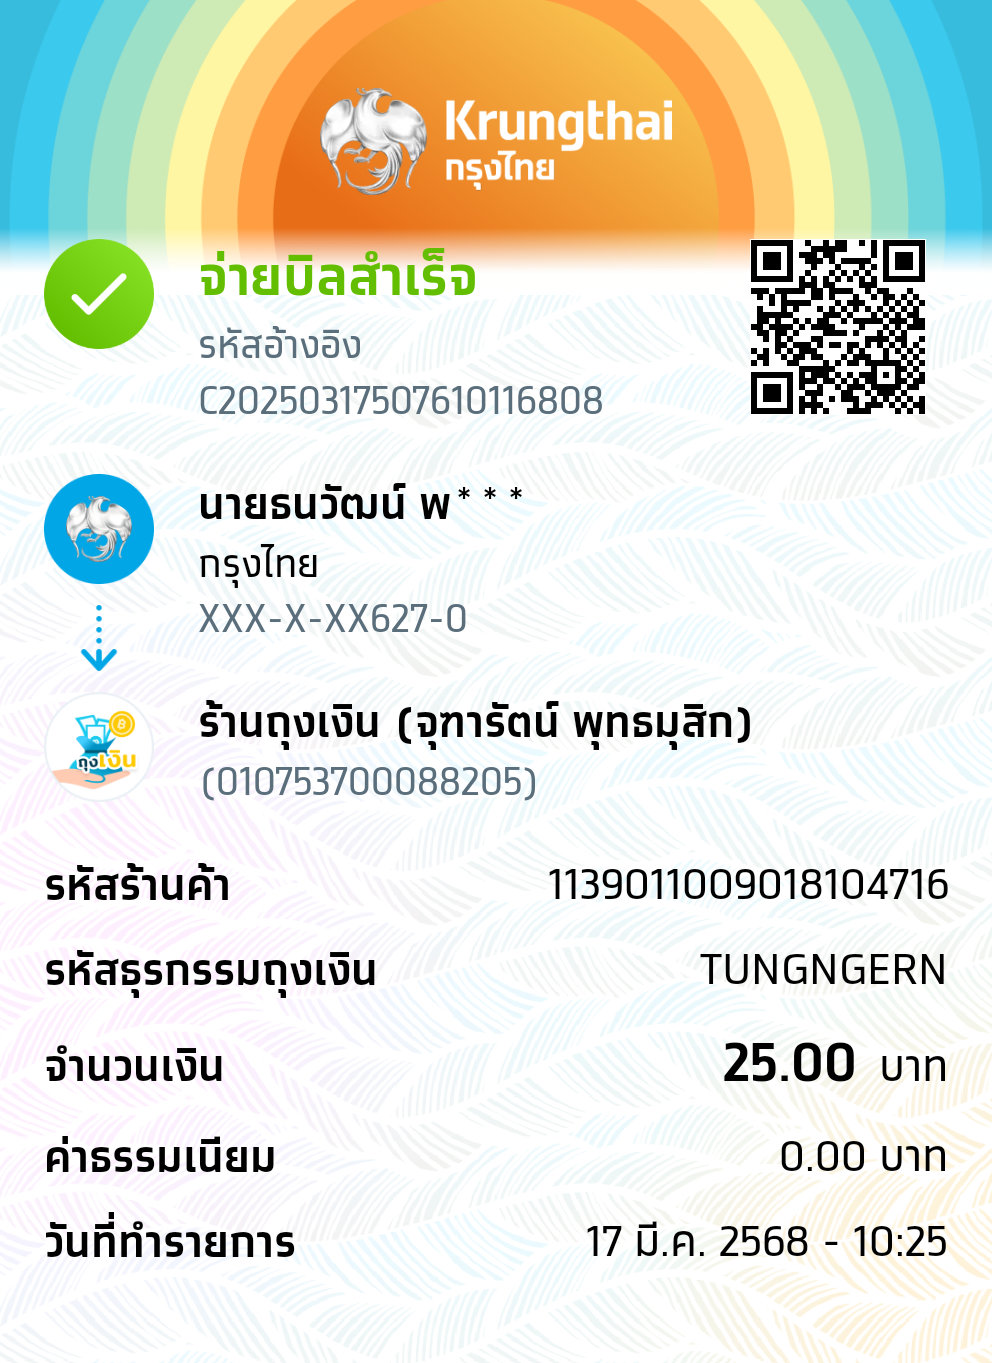 Krungthai
กรุงไทย
จ่ายบิลสำเร็จ
รหัสอ้างอิง
C20250317507610116808
นายธนวัฒน์ พ***
กรุงไทย
XXX-X-XX627-0
ถุงเงิน
ร้านถุงเงิน (จุฑารัตน์ พุทธมุสิก)
(010753700088205)
รหัสร้านค้า 1139011009018104716
รหัสธุรกรรมถุงเงิน TUNGNGERN
จำนวนเงิน 25.00 บาท
ค่าธรรมเนียม 0.00 บาท
วันที่ทำรายการ 17 มี.ค. 2568 - 10:25